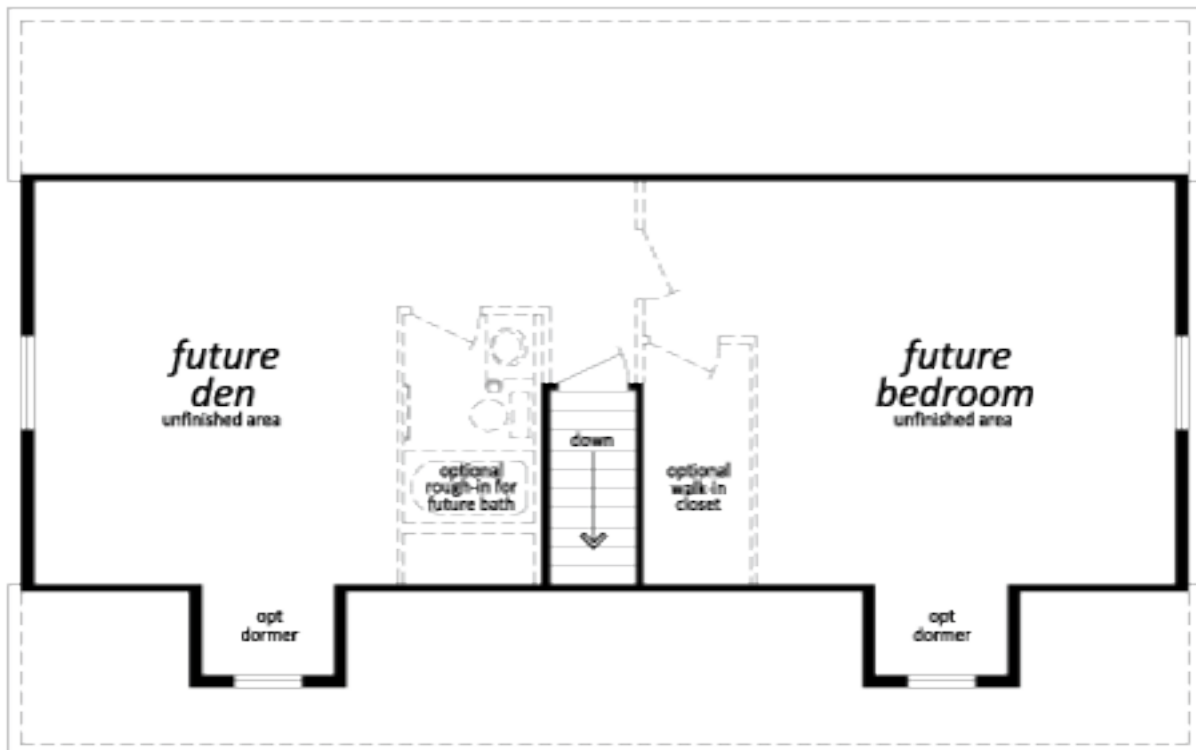 future
den
unfinished area
future
bedroom
unfinished area
down
optional
rough-in for
future bath
optional
walk-in
closet
opt
dormer
opt
dormer